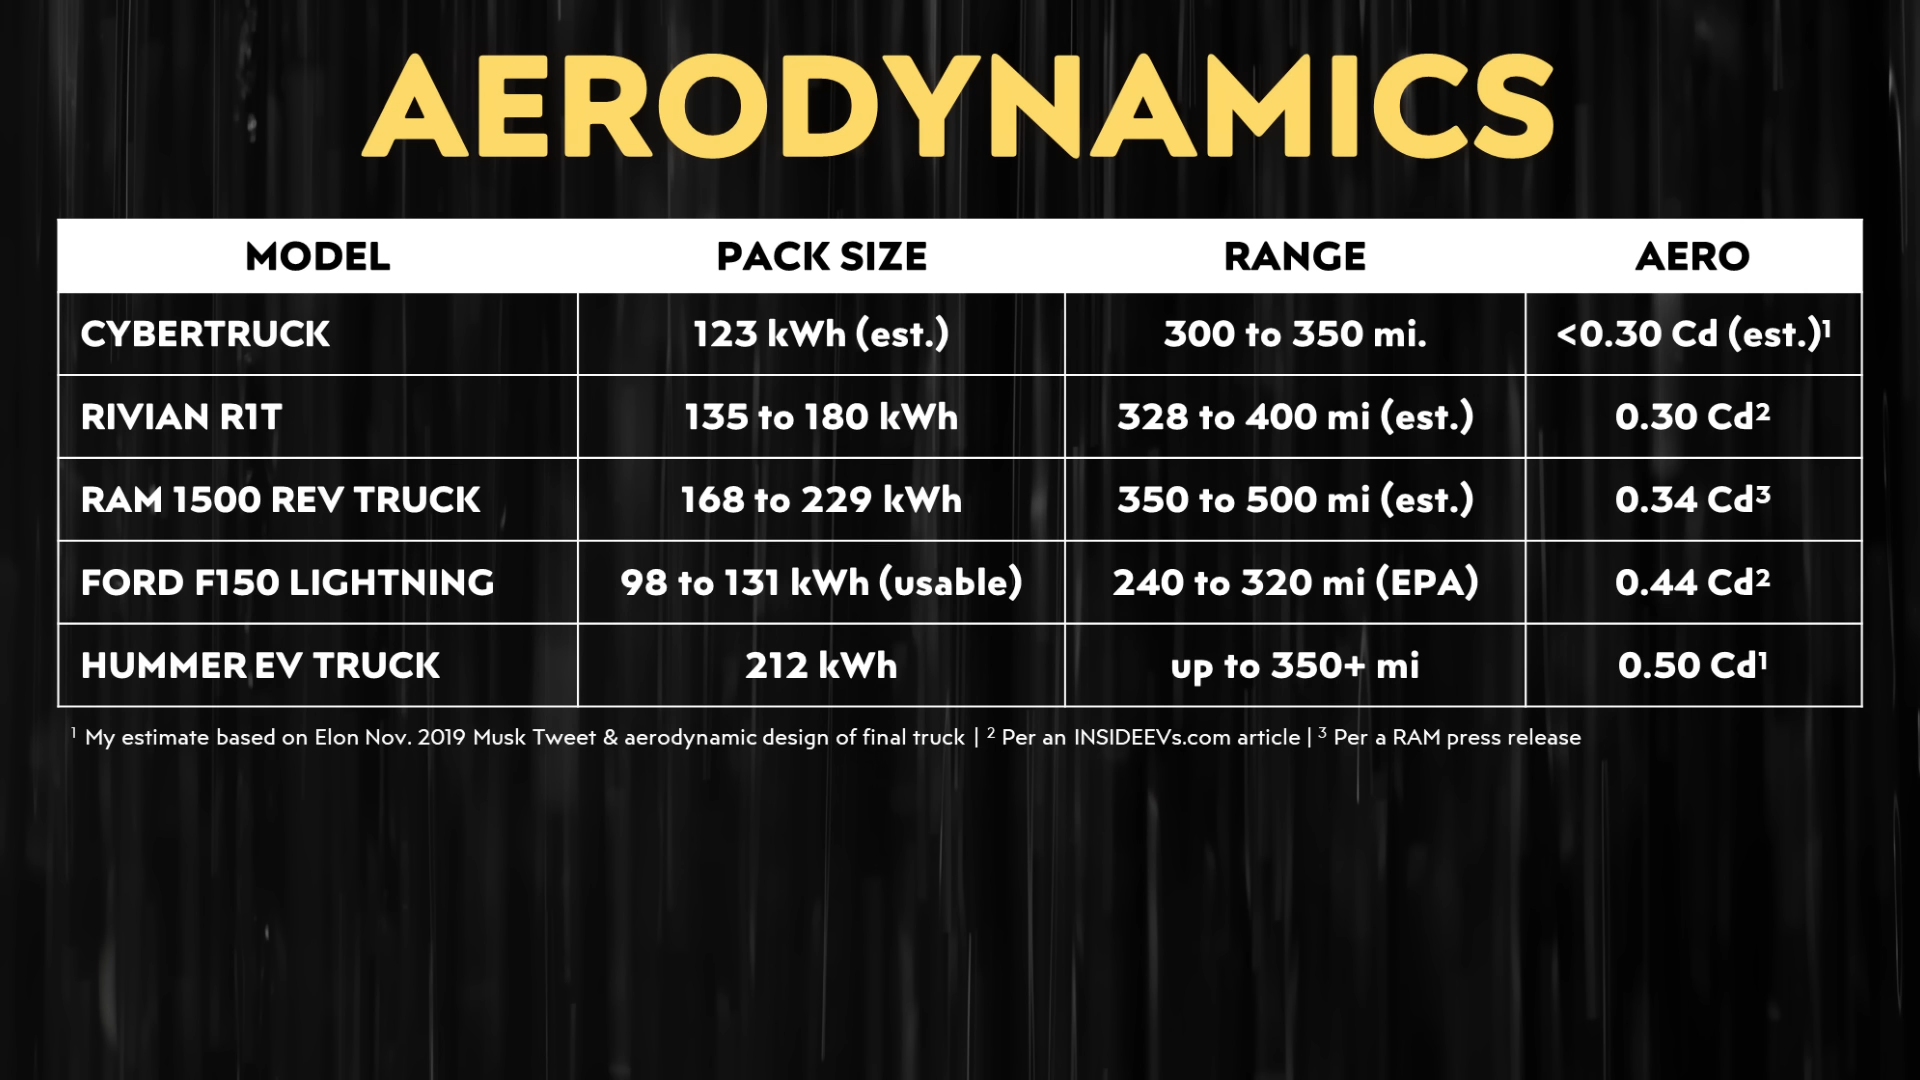 AERODYNAMICS
MODEL PACK SIZE RANGE AERO
CYBERTRUCK 123 kWh (est.) 300 to 350 mi. <0.30 Cd (est.)¹
RIVIAN R1T 135 to 180 kWh 328 to 400 mi (est.) 0.30 Cd²
RAM 1500 REV TRUCK 168 to 229 kWh 350 to 500 mi (est.) 0.34 Cd³
FORD F150 LIGHTNING 98 to 131 kWh (usable) 240 to 320 mi (EPA) 0.44 Cd²
HUMMER EV TRUCK 212 kWh up to 350+ mi 0.50 Cd¹
¹ My estimate based on Elon Nov. 2019 Musk Tweet & aerodynamic design of final truck | ² Per an INSIDEEVs.com article | ³ Per a RAM press release